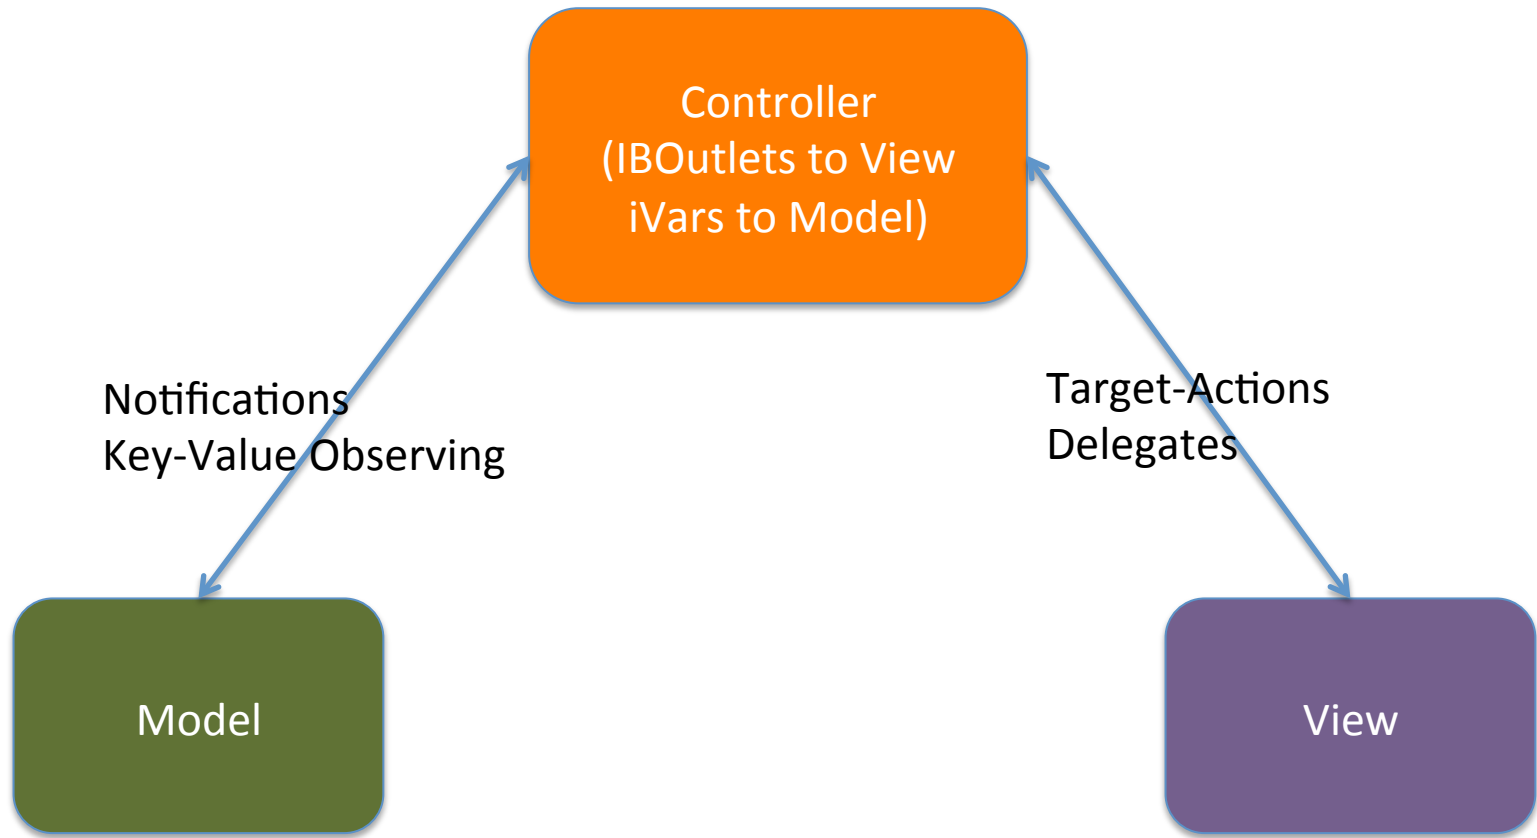 Controller
(IBOutlets to View
iVars to Model)
Notifications
Key-Value Observing
Target-Actions
Delegates
Model
View